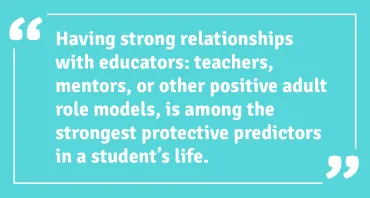 “
Having strong relationships
with educators: teachers,
mentors, or other positive adult
role models, is among the
strongest protective predictors
in a student’s life.
”